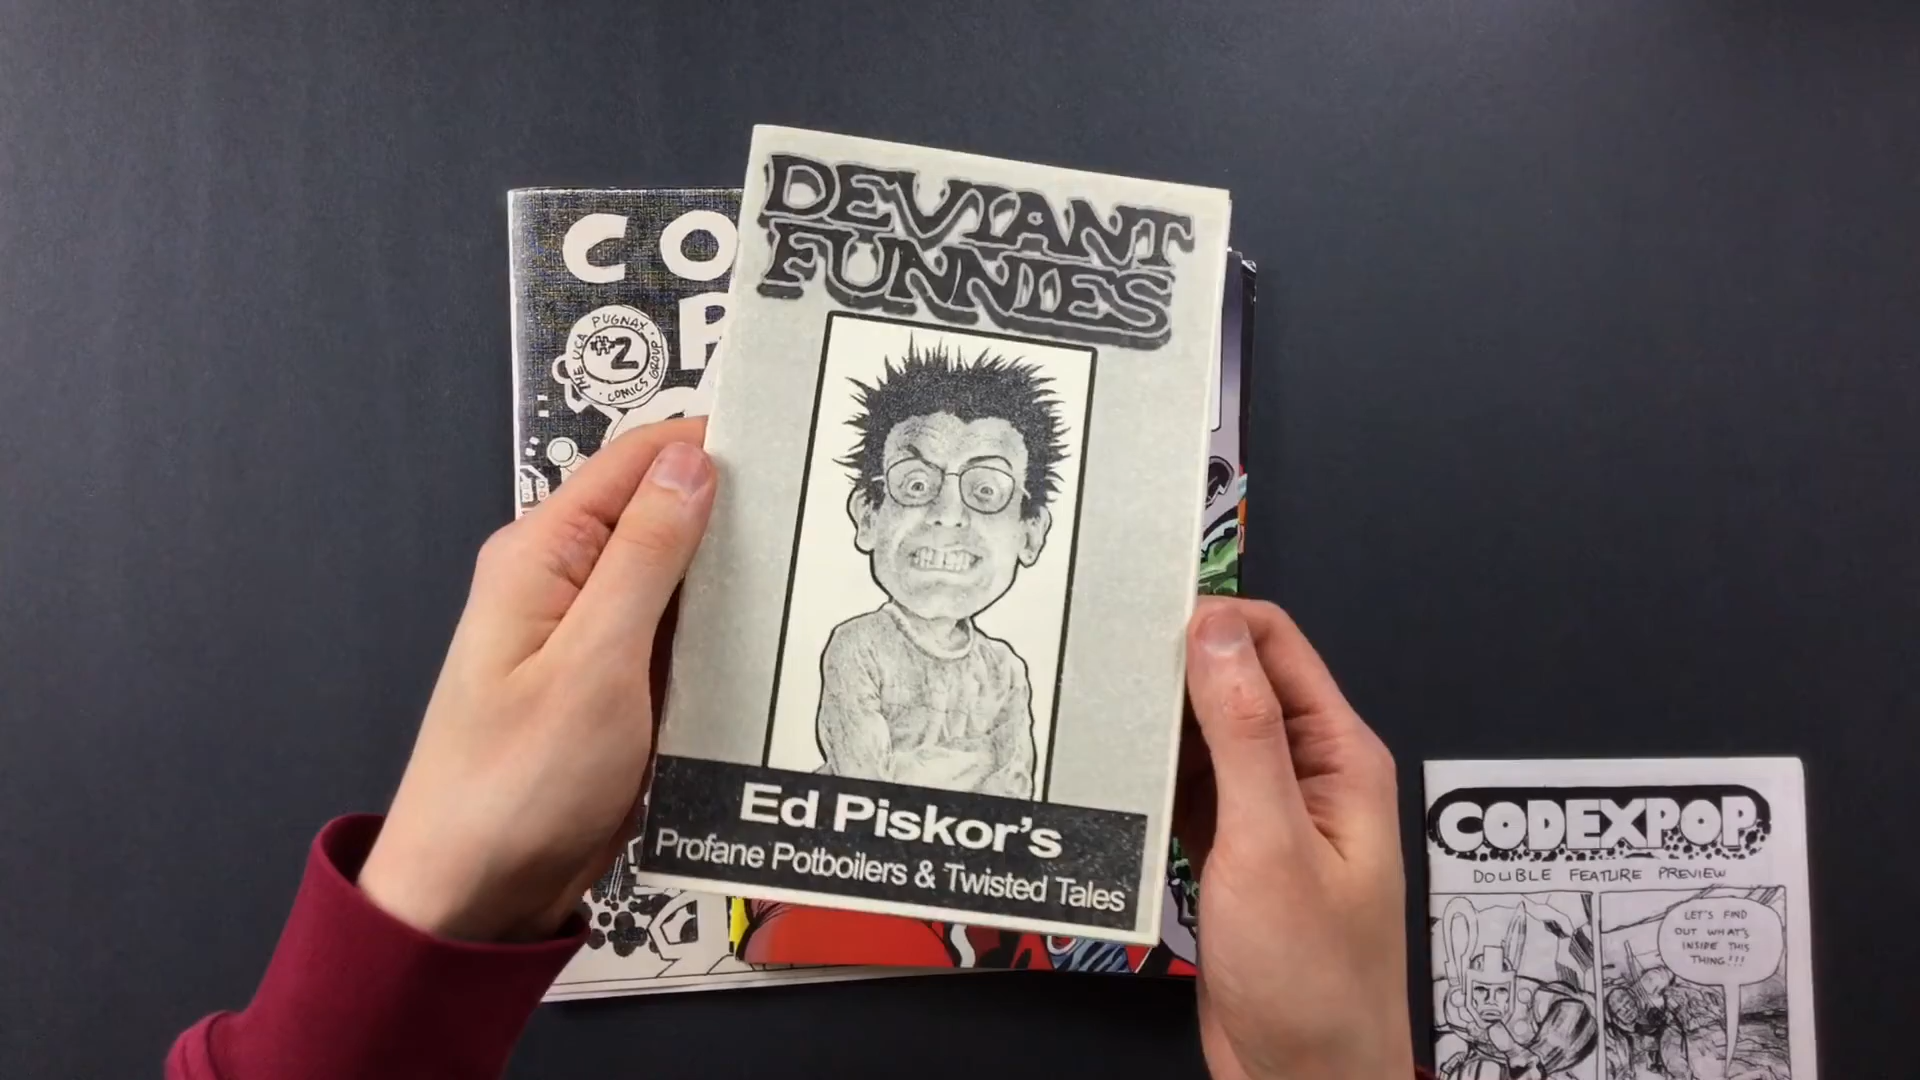 DEVIANT
FUNNIES
Ed Piskor's
Profane Potboilers & Twisted Tales
CO
P
THE UCA PUGNAX COMICS GROUP
#2
CODEXPOP
DOUBLE FEATURE PREVIEW
LET'S FIND
OUT WHAT'S
INSIDE THIS
THING!!!